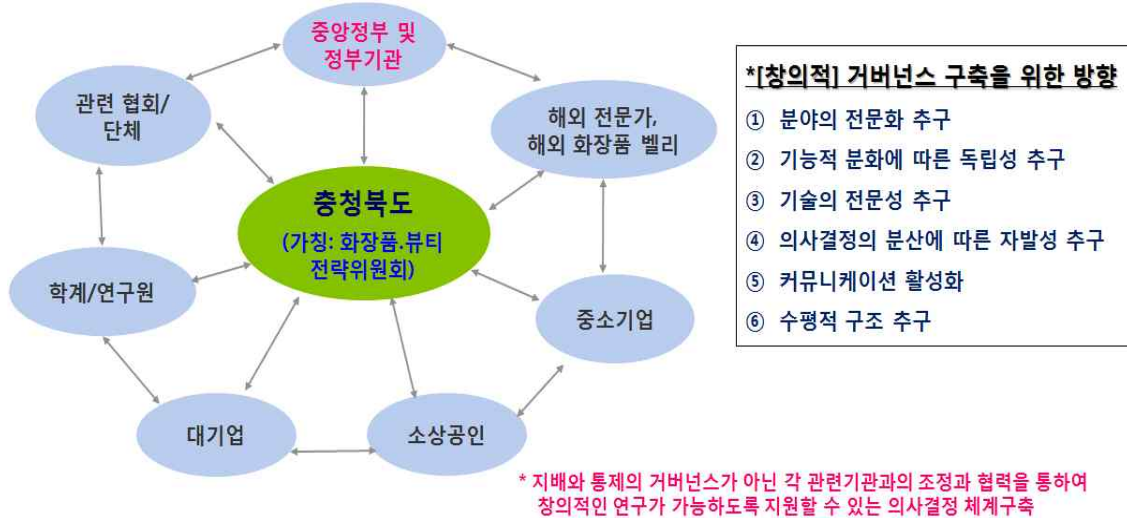 중앙정부 및
정부기관
관련 협회/
단체
해외 전문가,
해외 화장품 벨리
충청북도
(가칭: 화장품.뷰티
전략위원회)
학계/연구원
중소기업
대기업
소상공인
*[창의적] 거버넌스 구축을 위한 방향
① 분야의 전문화 추구
② 기능적 분화에 따른 독립성 추구
③ 기술의 전문성 추구
④ 의사결정의 분산에 따른 자발성 추구
⑤ 커뮤니케이션 활성화
⑥ 수평적 구조 추구
* 지배와 통제의 거버넌스가 아닌 각 관련기관과의 조정과 협력을 통하여
창의적인 연구가 가능하도록 지원할 수 있는 의사결정 체계구축